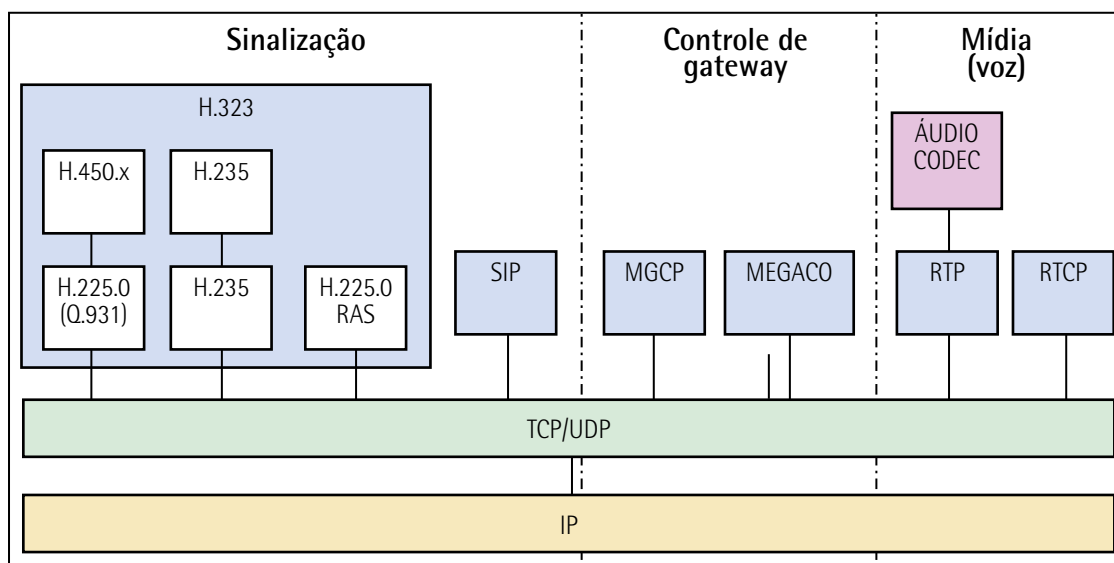 Sinalização
Controle de
gateway
Mídia
(voz)
H.323
ÁUDIO
CODEC
H.450.x
H.235
SIP
MGCP
MEGACO
RTP
RTCP
H.225.0
(Q.931)
H.235
H.225.0
RAS
TCP/UDP
IP